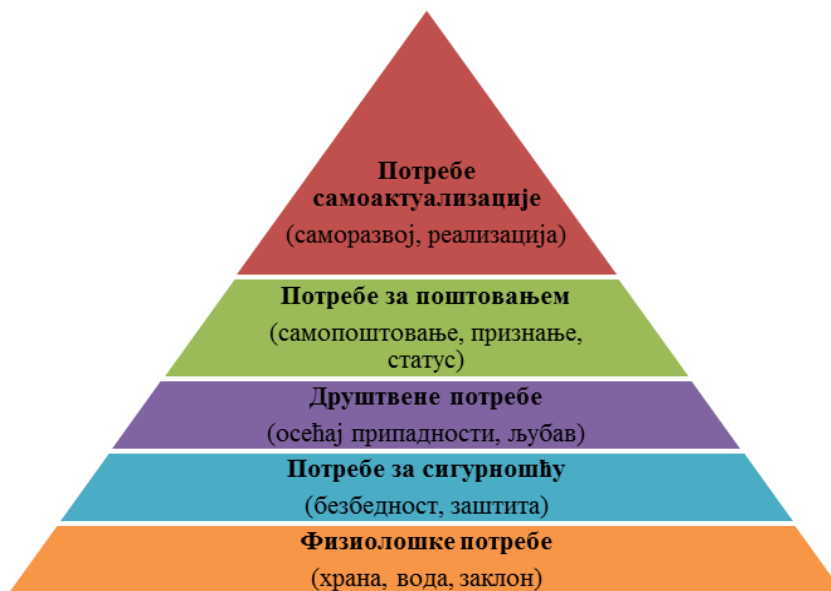 Потребе
самоактуализације
(саморазвој, реализација)
Потребе за поштовањем
(самопоштовање, признање,
статус)
Друштвене потребе
(осећај припадности, љубав)
Потребе за сигурношћу
(безбедност, заштита)
Физиолошке потребе
(храна, вода, заклон)